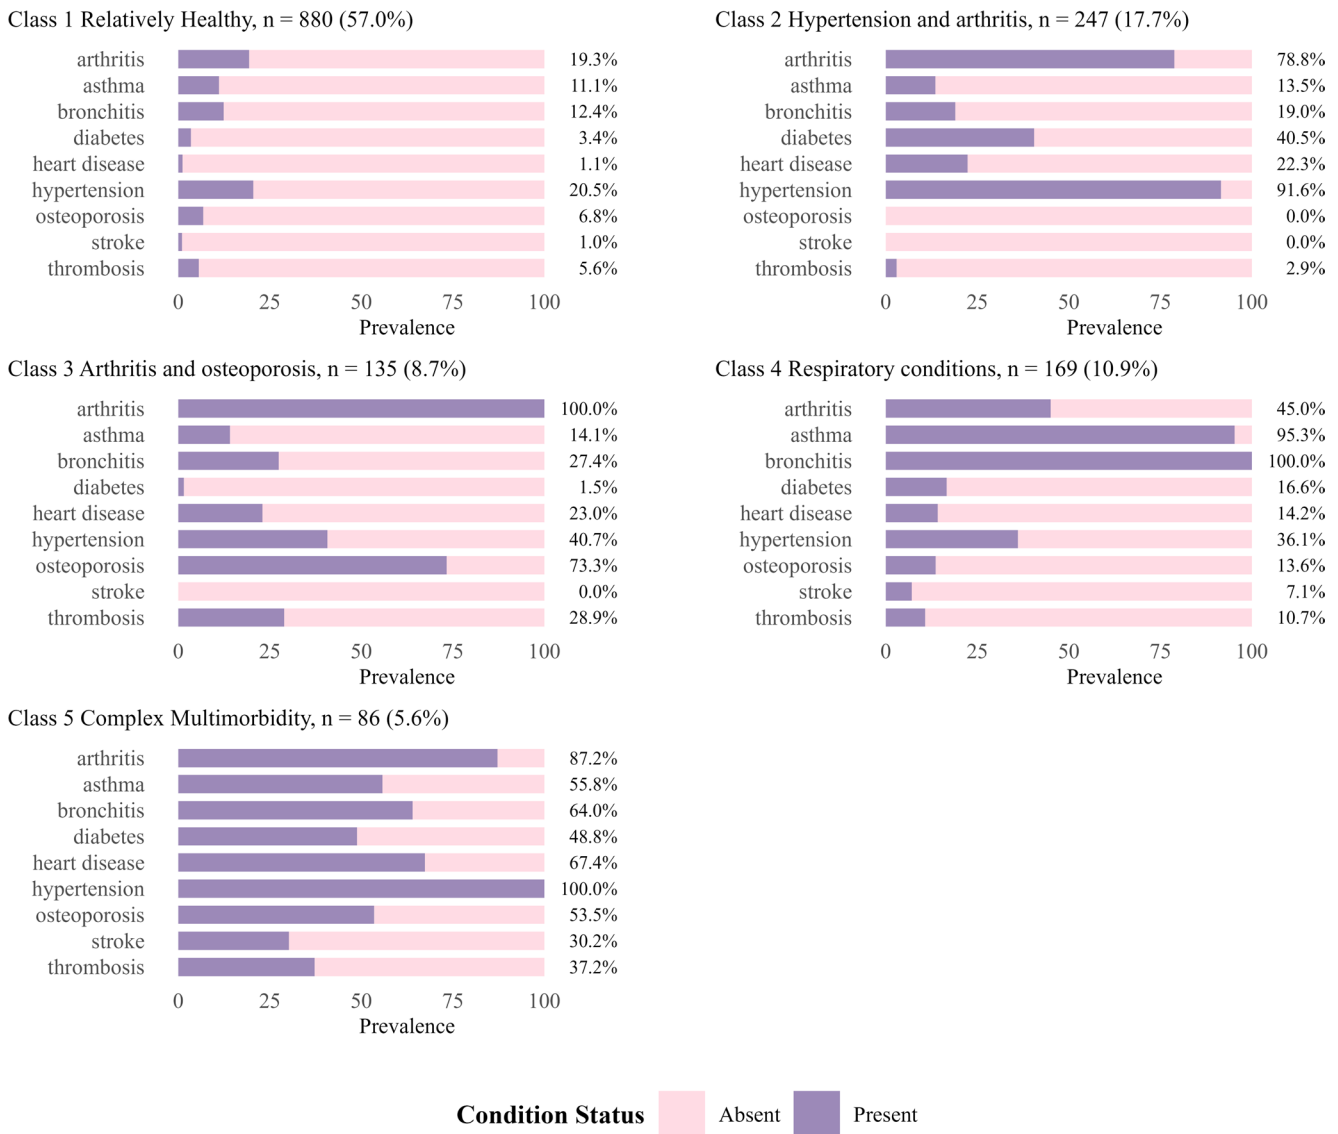 Class 1 Relatively Healthy, n = 880 (57.0%)
arthritis 19.3%
asthma 11.1%
bronchitis 12.4%
diabetes 3.4%
heart disease 1.1%
hypertension 20.5%
osteoporosis 6.8%
stroke 1.0%
thrombosis 5.6%
0 25 50 75 100
Prevalence
Class 2 Hypertension and arthritis, n = 247 (17.7%)
arthritis 78.8%
asthma 13.5%
bronchitis 19.0%
diabetes 40.5%
heart disease 22.3%
hypertension 91.6%
osteoporosis 0.0%
stroke 0.0%
thrombosis 2.9%
0 25 50 75 100
Prevalence
Class 3 Arthritis and osteoporosis, n = 135 (8.7%)
arthritis 100.0%
asthma 14.1%
bronchitis 27.4%
diabetes 1.5%
heart disease 23.0%
hypertension 40.7%
osteoporosis 73.3%
stroke 0.0%
thrombosis 28.9%
0 25 50 75 100
Prevalence
Class 4 Respiratory conditions, n = 169 (10.9%)
arthritis 45.0%
asthma 95.3%
bronchitis 100.0%
diabetes 16.6%
heart disease 14.2%
hypertension 36.1%
osteoporosis 13.6%
stroke 7.1%
thrombosis 10.7%
0 25 50 75 100
Prevalence
Class 5 Complex Multimorbidity, n = 86 (5.6%)
arthritis 87.2%
asthma 55.8%
bronchitis 64.0%
diabetes 48.8%
heart disease 67.4%
hypertension 100.0%
osteoporosis 53.5%
stroke 30.2%
thrombosis 37.2%
0 25 50 75 100
Prevalence
Condition Status Absent Present